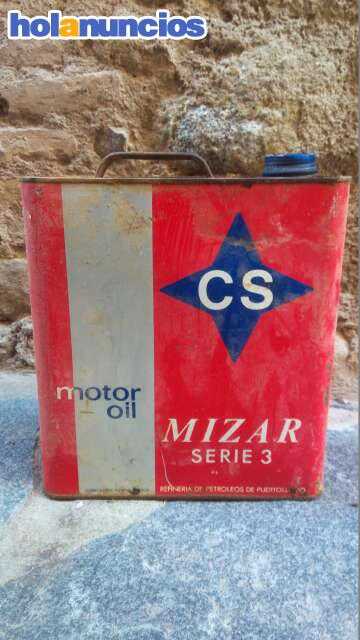 holanuncios
CS
motor
oil
MIZAR
SERIE 3
REFINERIA DE PETROLEOS DE PUERTOLLANO